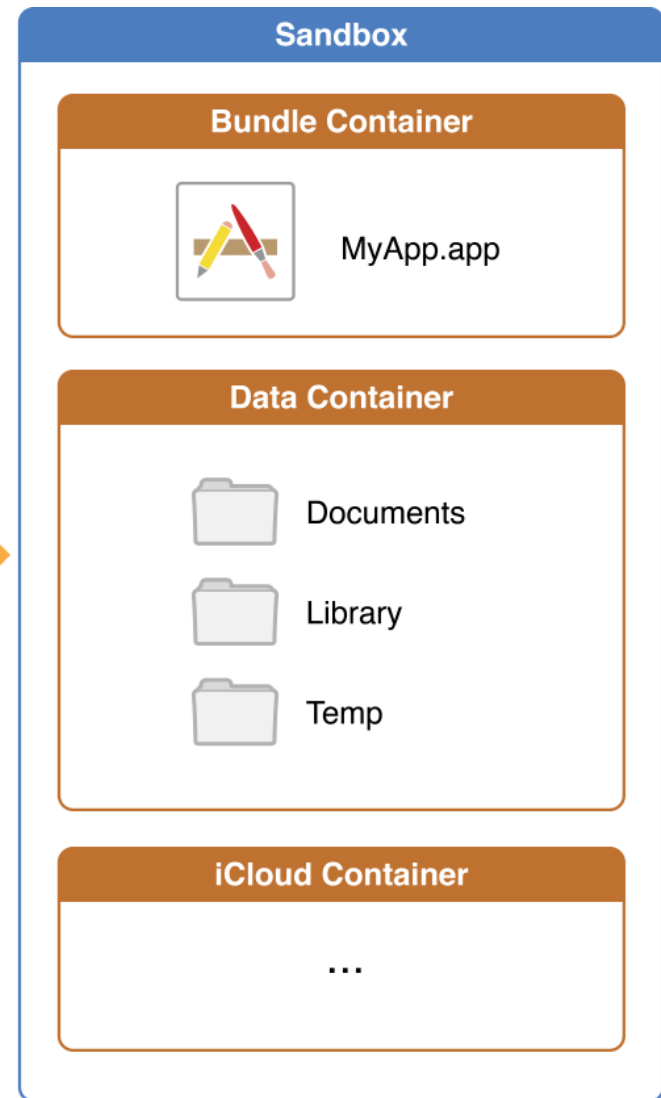 Sandbox
Bundle Container
MyApp.app
Data Container
Documents
Library
Temp
iCloud Container
...